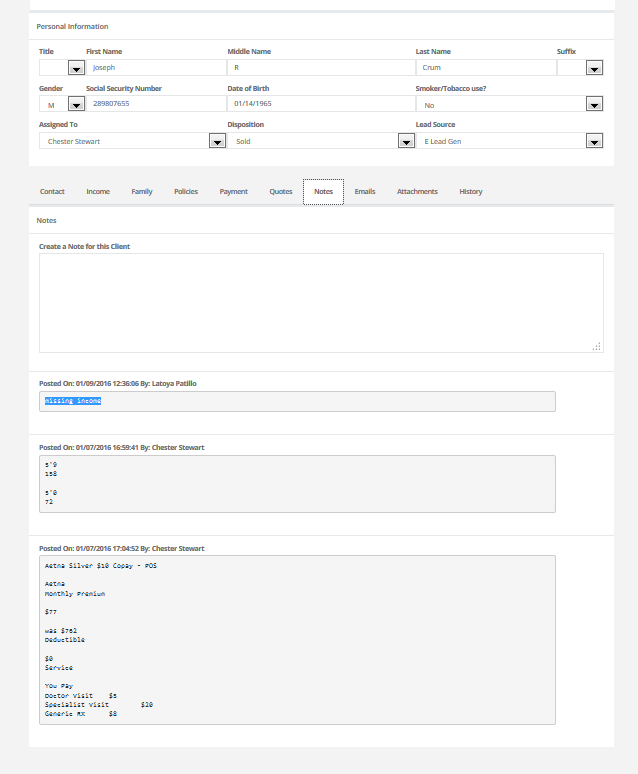 Personal Information
Title First Name Middle Name Last Name Suffix
Joseph R Crum
Gender Social Security Number Date of Birth Smoker/Tobacco use?
M 289807655 01/14/1965 No
Assigned To Disposition Lead Source
Chester Stewart Sold E Lead Gen
Contact Income Family Policies Payment Quotes Notes Emails Attachments History
Notes
Create a Note for this Client
Posted On: 01/09/2016 12:36:06 By: Latoya Patillo
missing income
Posted On: 01/07/2016 16:59:41 By: Chester Stewart
5'9
158
5'0
72
Posted On: 01/07/2016 17:04:52 By: Chester Stewart
Aetna Silver $10 Copay - POS
Aetna
Monthly Premium
$77
was $762
Deductible
$0
Service
You Pay
Doctor Visit $5
Specialist Visit $20
Generic RX $8